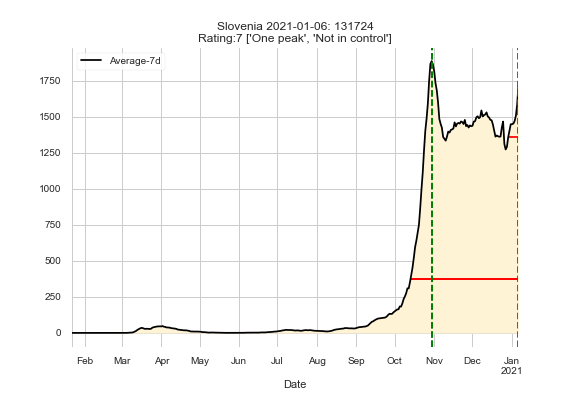 Slovenia 2021-01-06: 131724
Rating:7 ['One peak', 'Not in control']
Average-7d
1750
1500
1250
1000
750
500
250
0
Feb Mar Apr May Jun Jul Aug Sep Oct Nov Dec Jan
2021
Date